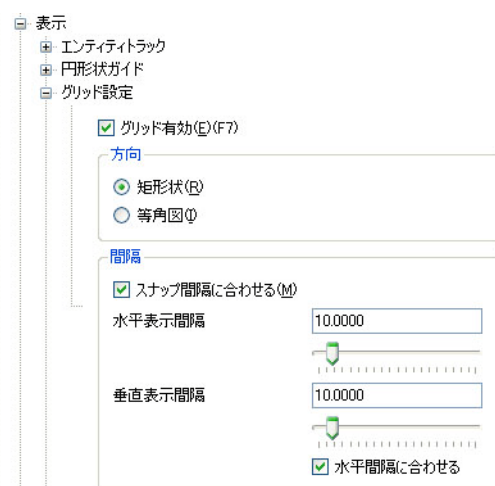 表示
エンティティトラック
円形状ガイド
グリッド設定
グリッド有効(E)(F7)
方向
矩形状(R)
等角図(I)
間隔
スナップ間隔に合わせる(M)
水平表示間隔 10.0000
垂直表示間隔 10.0000
水平間隔に合わせる